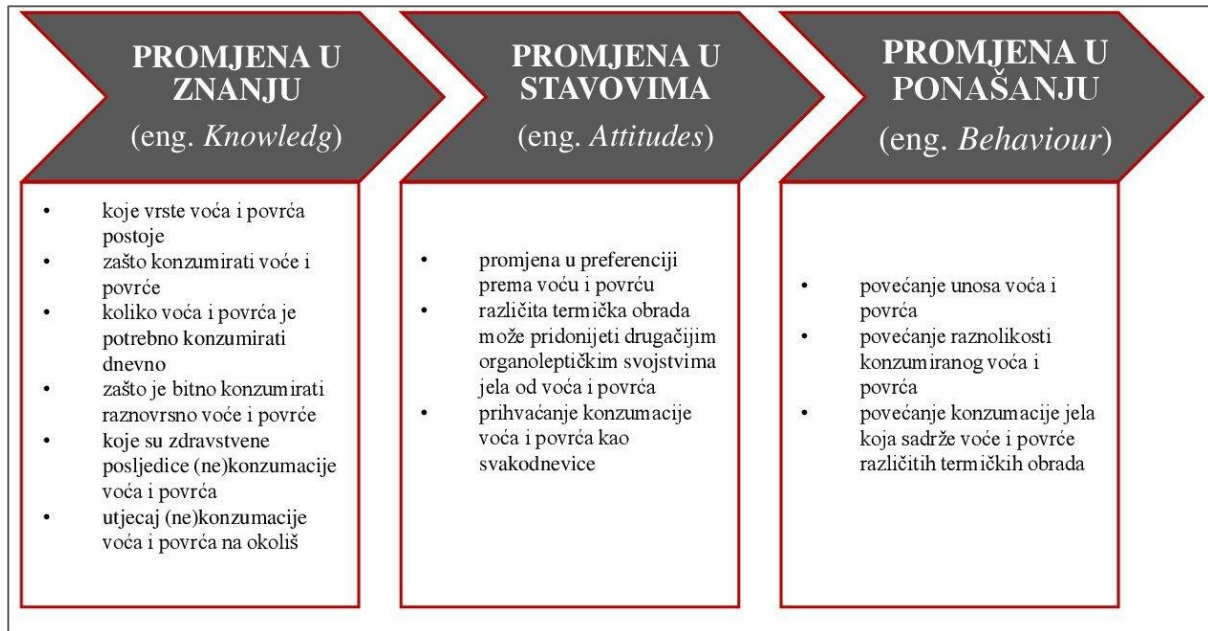 PROMJENA U
ZNANJU
(eng. Knowledg)
• koje vrste voća i povrća
postoje
• zašto konzumirati voće i
povrće
• koliko voća i povrća je
potrebno konzumirati
dnevno
• zašto je bitno konzumirati
raznovrsno voće i povrće
• koje su zdravstvene
posljedice (ne)konzumacije
voća i povrća
• utjecaj (ne)konzumacije
voća i povrća na okoliš
PROMJENA U
STAVOVIMA
(eng. Attitudes)
• promjena u preferenciji
prema voću i povrću
• različita termička obrada
može pridonijeti drugačijim
organoleptičkim svojstvima
jela od voća i povrća
• prihvaćanje konzumacije
voća i povrća kao
svakodnevice
PROMJENA U
PONAŠANJU
(eng. Behaviour)
• povećanje unosa voća i
povrća
• povećanje raznolikosti
konzumiranog voća i
povrća
• povećanje konzumacije jela
koja sadrže voće i povrće
različitih termičkih obrada